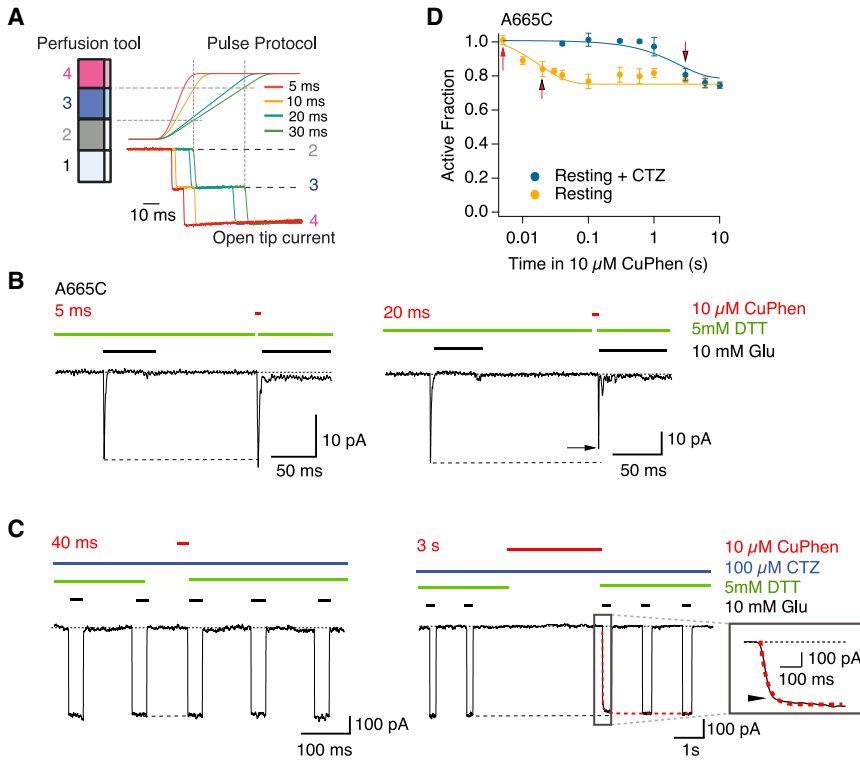 A
Perfusion tool
Pulse Protocol
4
3
2
1
5 ms
10 ms
20 ms
30 ms
2
3
4
10 ms
Open tip current
D
A665C
Active Fraction
1.0
0.8
0.6
0.4
0.2
0.0
Resting + CTZ
Resting
0.01
0.1
1
10
Time in 10 µM CuPhen (s)
B
A665C
5 ms
20 ms
10 µM CuPhen
5mM DTT
10 mM Glu
10 pA
50 ms
10 pA
50 ms
C
40 ms
3 s
10 µM CuPhen
100 µM CTZ
5mM DTT
10 mM Glu
100 pA
100 ms
100 pA
1s
100 pA
100 ms